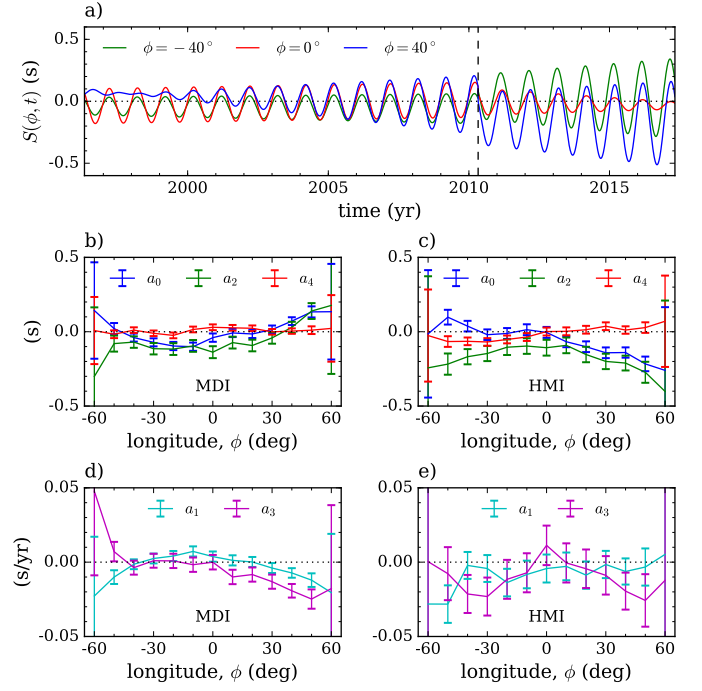 a)
0.5
0.0
-0.5
S(ϕ, t) (s)
ϕ = −40° ϕ = 0° ϕ = 40°
2000 2005 2010 2015
time (yr)
b)
0.5
0.0
-0.5
(s)
a₀ a₂ a₄
MDI
-60 -30 0 30 60
longitude, ϕ (deg)
c)
0.5
0.0
-0.5
a₀ a₂ a₄
HMI
-60 -30 0 30 60
longitude, ϕ (deg)
d)
0.05
0.00
-0.05
(s/yr)
a₁ a₃
MDI
-60 -30 0 30 60
longitude, ϕ (deg)
e)
0.05
0.00
-0.05
a₁ a₃
HMI
-60 -30 0 30 60
longitude, ϕ (deg)